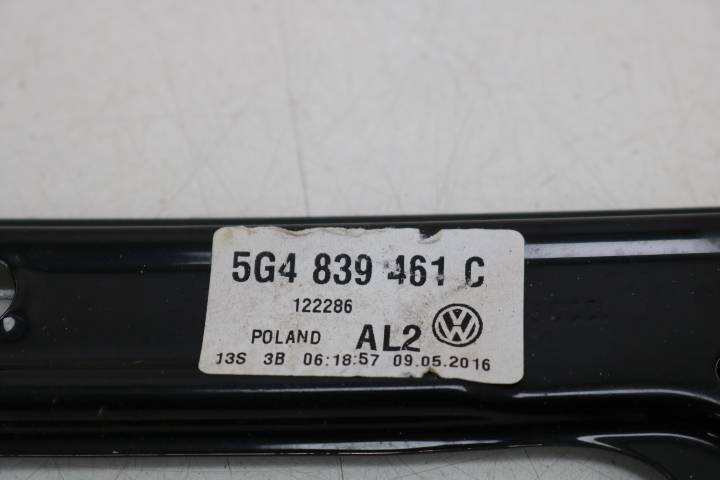 5G4 839 461 C
122286
POLAND AL2
13S 3B 06:18:57 09.05.2016